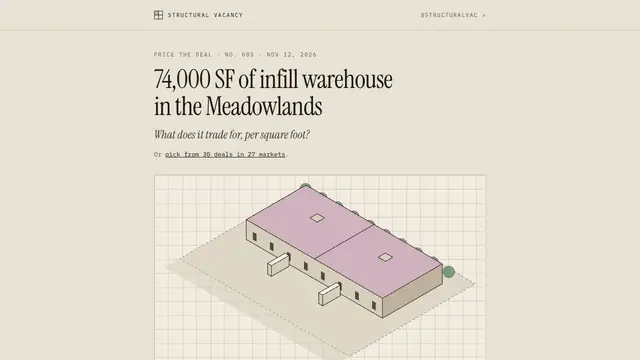 STRUCTURAL VACANCY
@STRUCTURALVAC ↗
PRICE THE DEAL · NO. 003 · NOV 12, 2026
74,000 SF of infill warehouse
in the Meadowlands
What does it trade for, per square foot?
Or pick from 30 deals in 27 markets.